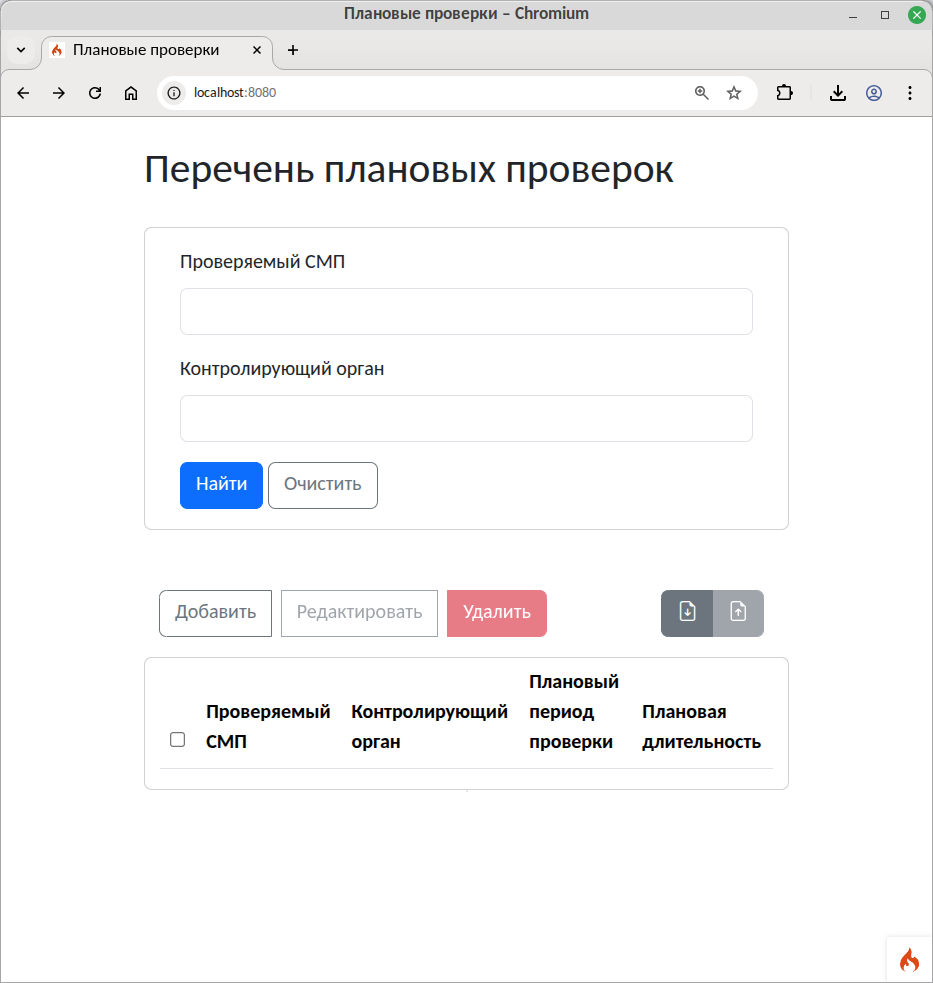 Плановые проверки – Chromium
Плановые проверки
localhost:8080
Перечень плановых проверок
Проверяемый СМП
Контролирующий орган
Найти Очистить
Добавить Редактировать Удалить
Плановый
Проверяемый Контролирующий период Плановая
СМП орган проверки длительность